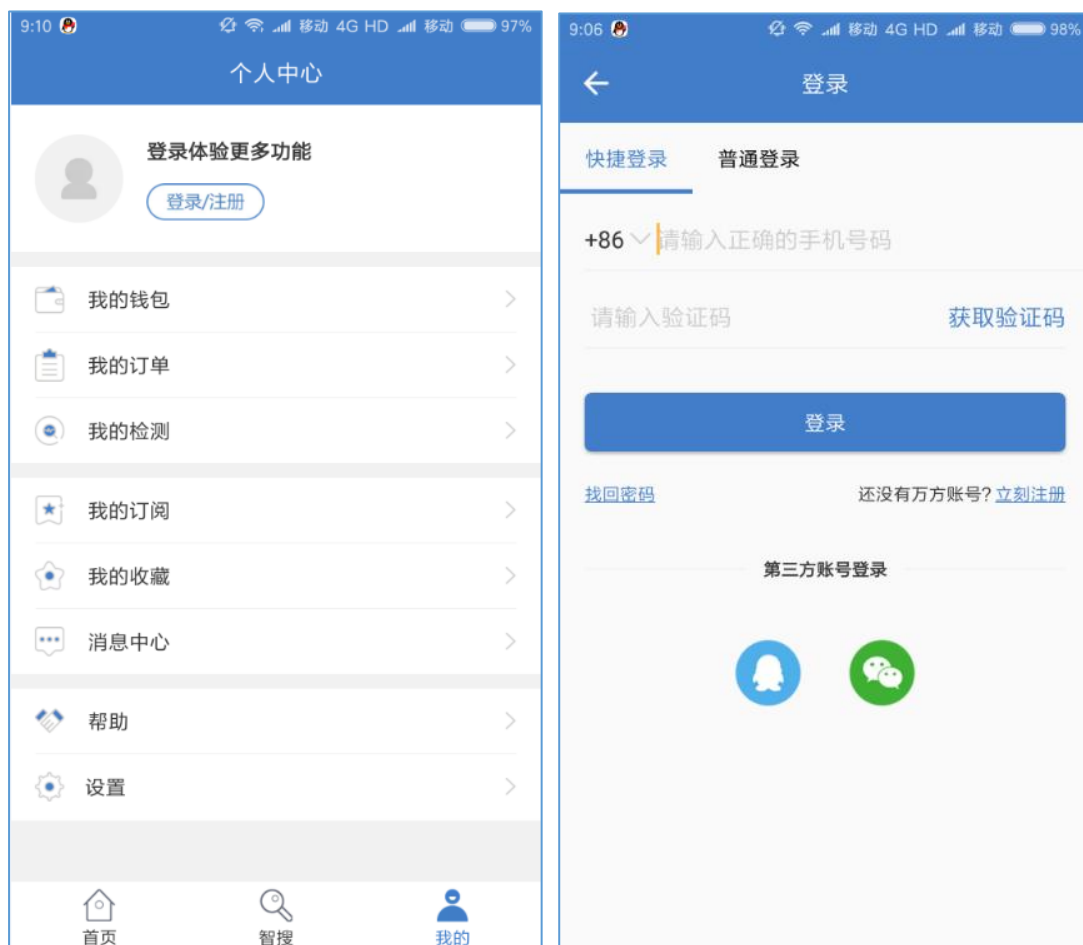 9:10 移动 4G HD 移动 97%
个人中心
登录体验更多功能
登录/注册
我的钱包
我的订单
我的检测
我的订阅
我的收藏
消息中心
帮助
设置
首页 智搜 我的
9:06 移动 4G HD 移动 98%
登录
快捷登录 普通登录
+86 请输入正确的手机号码
请输入验证码 获取验证码
登录
找回密码 还没有万方账号? 立刻注册
第三方账号登录